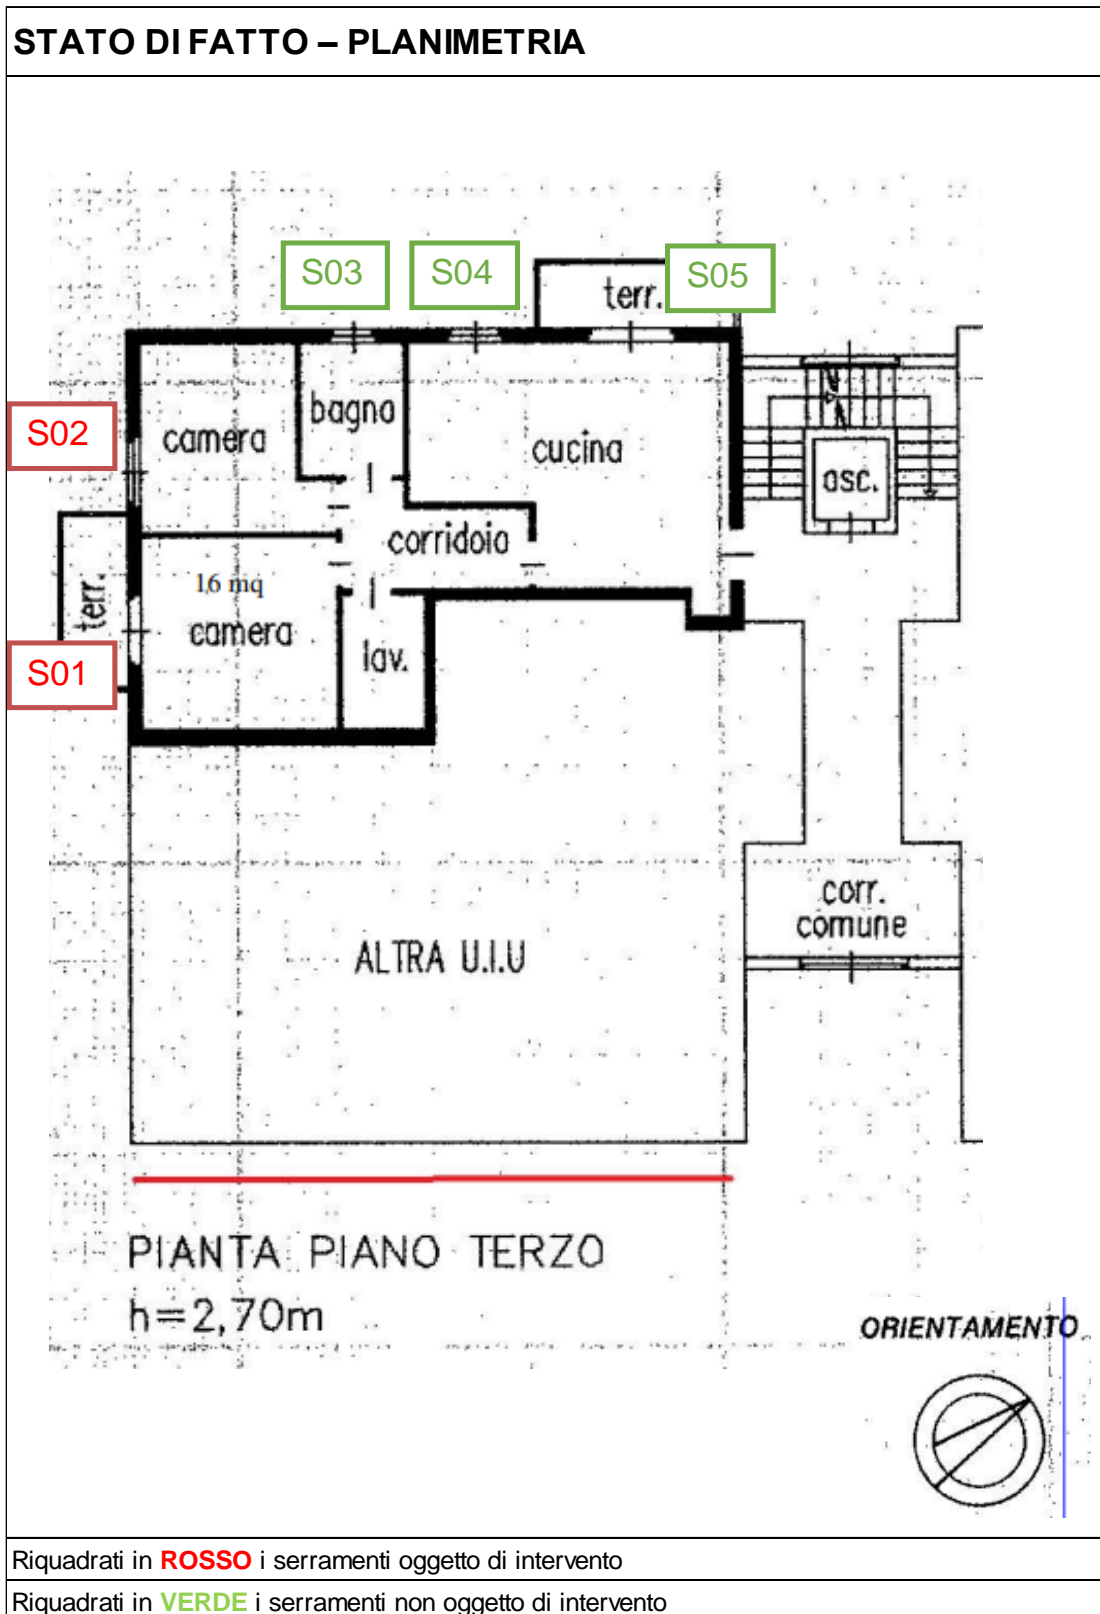 STATO DI FATTO – PLANIMETRIA
S03
S04
S05
terr.
S02
camera
bagno
cucina
asc.
corridoio
16 mq
terr.
camera
S01
lav.
corr.
comune
ALTRA U.I.U
PIANTA PIANO TERZO
h=2,70m
ORIENTAMENTO
Riquadrati in ROSSO i serramenti oggetto di intervento
Riquadrati in VERDE i serramenti non oggetto di intervento